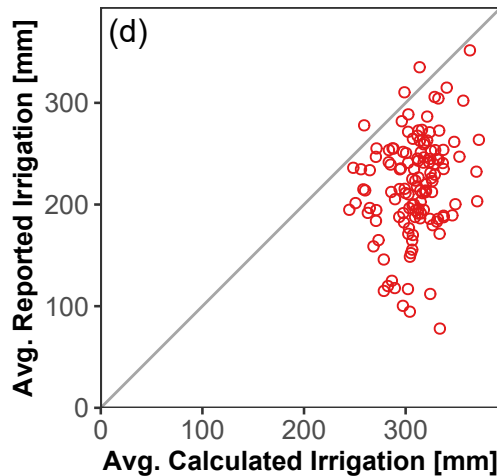 (d)
Avg. Reported Irrigation [mm]
300
200
100
0
0 100 200 300
Avg. Calculated Irrigation [mm]